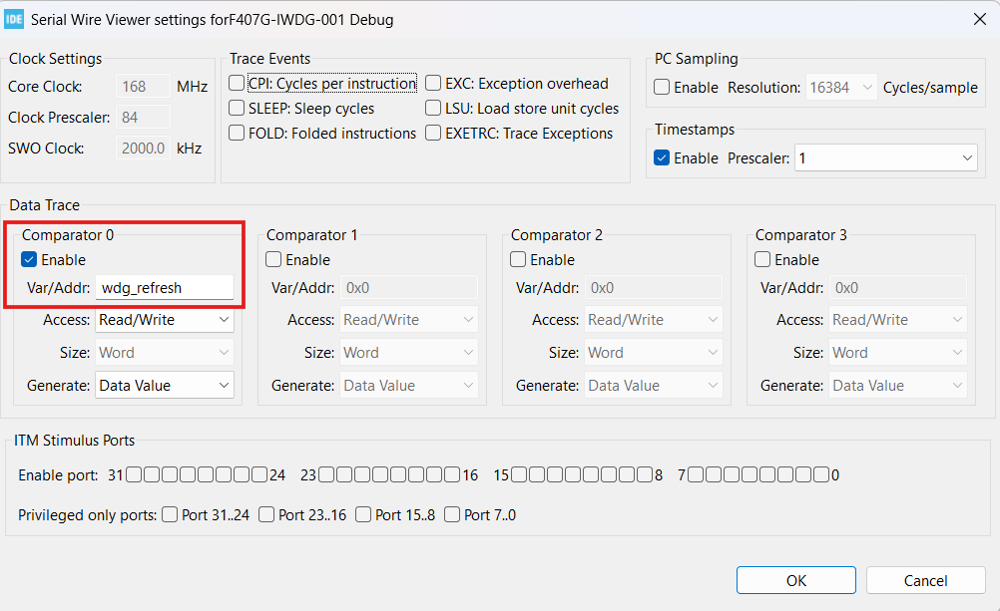 IDE Serial Wire Viewer settings forF407G-IWDG-001 Debug
Clock Settings
Core Clock: 168 MHz
Clock Prescaler: 84
SWO Clock: 2000.0 kHz
Trace Events
CPI: Cycles per instruction EXC: Exception overhead
SLEEP: Sleep cycles LSU: Load store unit cycles
FOLD: Folded instructions EXETRC: Trace Exceptions
PC Sampling
Enable Resolution: 16384 Cycles/sample
Timestamps
Enable Prescaler: 1
Data Trace
Comparator 0
Enable
Var/Addr: wdg_refresh
Access: Read/Write
Size: Word
Generate: Data Value
Comparator 1
Enable
Var/Addr: 0x0
Access: Read/Write
Size: Word
Generate: Data Value
Comparator 2
Enable
Var/Addr: 0x0
Access: Read/Write
Size: Word
Generate: Data Value
Comparator 3
Enable
Var/Addr: 0x0
Access: Read/Write
Size: Word
Generate: Data Value
ITM Stimulus Ports
Enable port: 31 24 23 16 15 8 7 0
Privileged only ports: Port 31..24 Port 23..16 Port 15..8 Port 7..0
OK Cancel